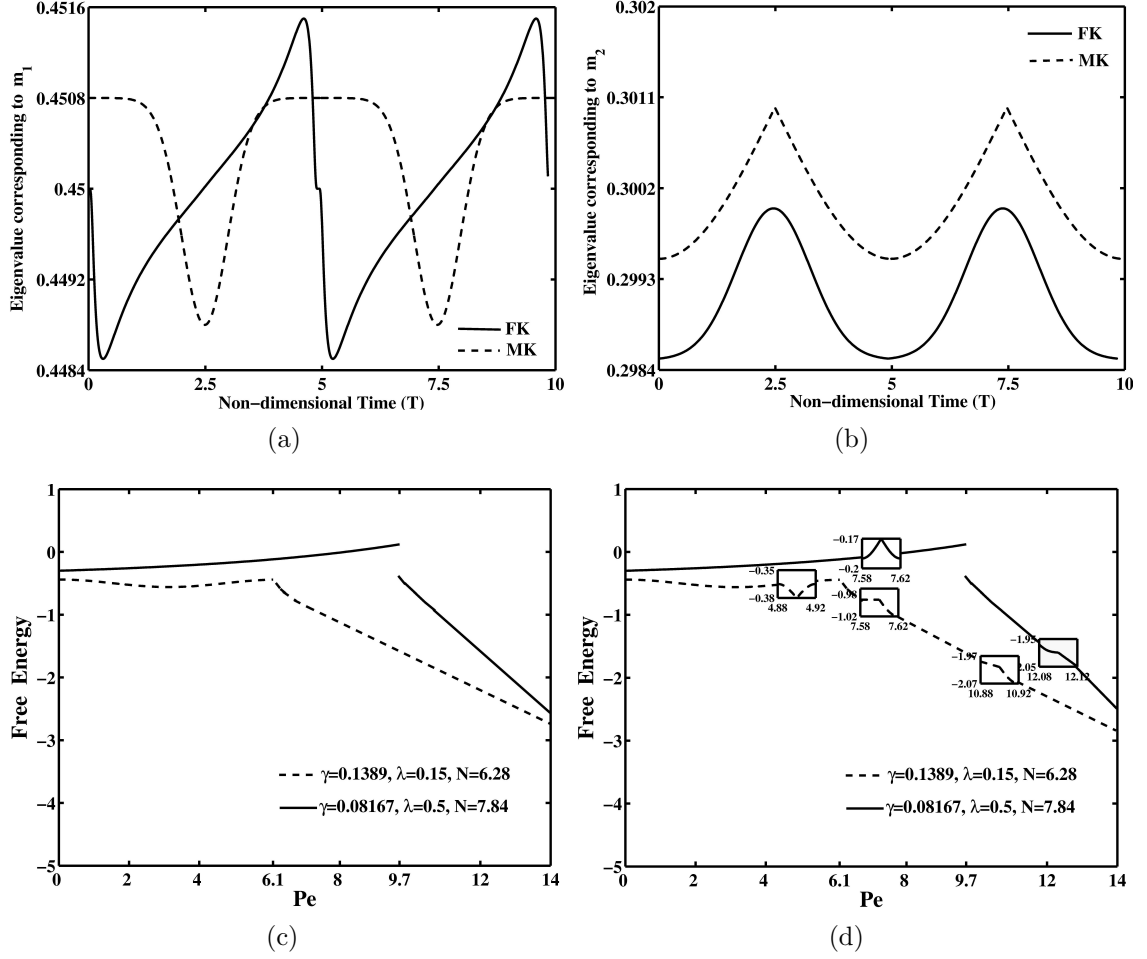 0.4516
0.4508
0.45
0.4492
0.4484
Eigenvalue corresponding to m1
FK
MK
0 2.5 5 7.5 10
Non−dimensional Time (T)
(a)
0.302
0.3011
0.3002
0.2993
0.2984
Eigenvalue corresponding to m2
FK
MK
0 2.5 5 7.5 10
Non−dimensional Time (T)
(b)
1
0
−1
−2
−3
−4
−5
Free Energy
γ=0.1389, λ=0.15, N=6.28
γ=0.08167, λ=0.5, N=7.84
0 2 4 6.1 8 9.7 12 14
Pe
(c)
1
0
−1
−2
−3
−4
−5
Free Energy
−0.17
−0.2
7.58 7.62
−0.35
−0.38
4.88 4.92
−0.98
−1.02
7.58 7.62
−1.95
2.05
12.08 12.12
−1.97
−2.07
10.88 10.92
γ=0.1389, λ=0.15, N=6.28
γ=0.08167, λ=0.5, N=7.84
0 2 4 6.1 8 9.7 12 14
Pe
(d)